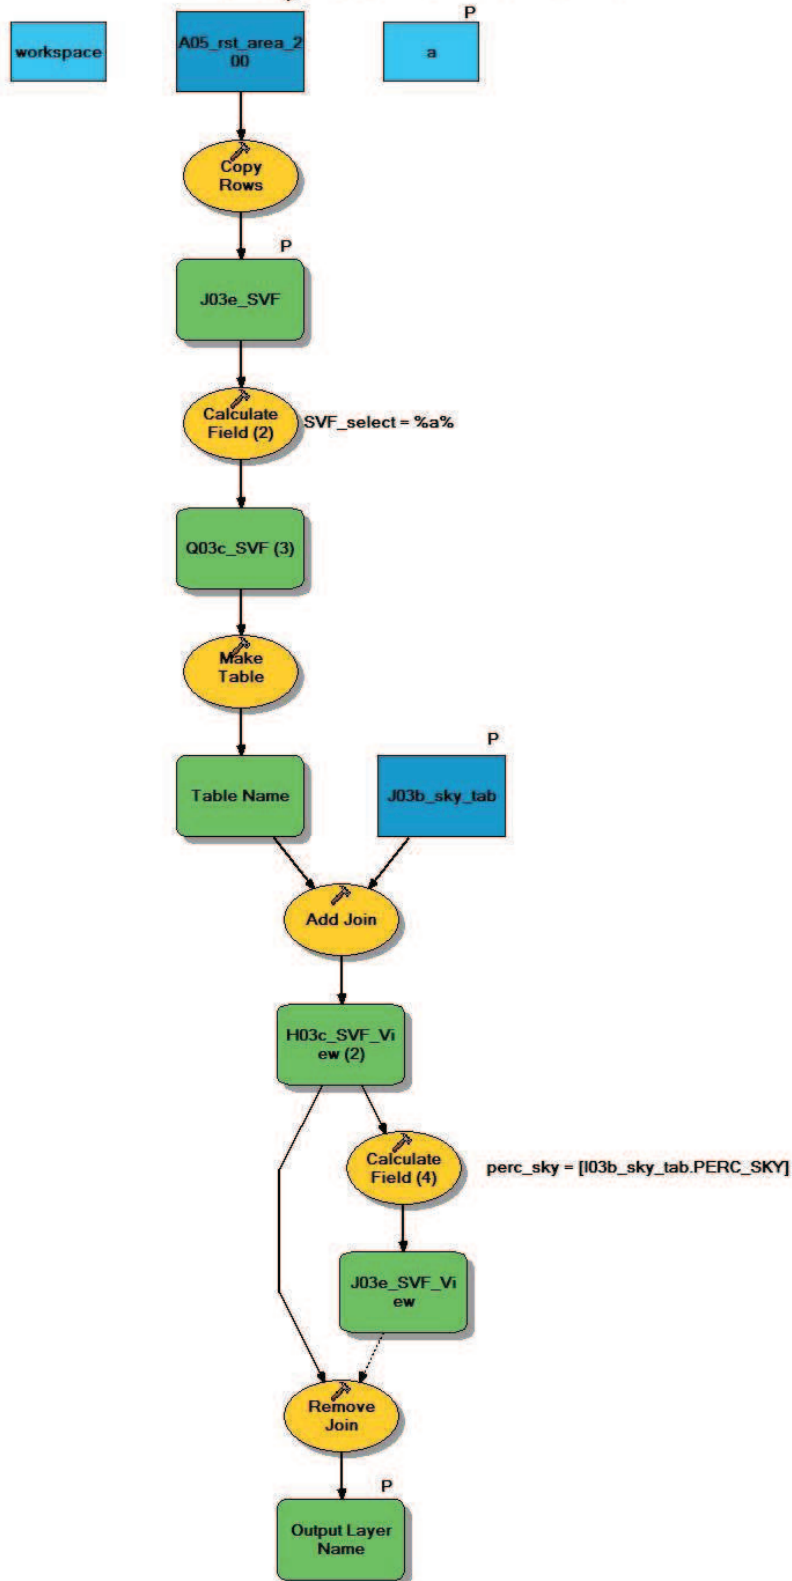 P
workspace
A05_rst_area_2
00
a
Copy
Rows
P
J03e_SVF
Calculate
Field (2)
SVF_select = %a%
Q03c_SVF (3)
Make
Table
P
Table Name
J03b_sky_tab
Add Join
H03c_SVF_Vi
ew (2)
Calculate
Field (4)
perc_sky = [I03b_sky_tab.PERC_SKY]
J03e_SVF_Vi
ew
Remove
Join
P
Output Layer
Name